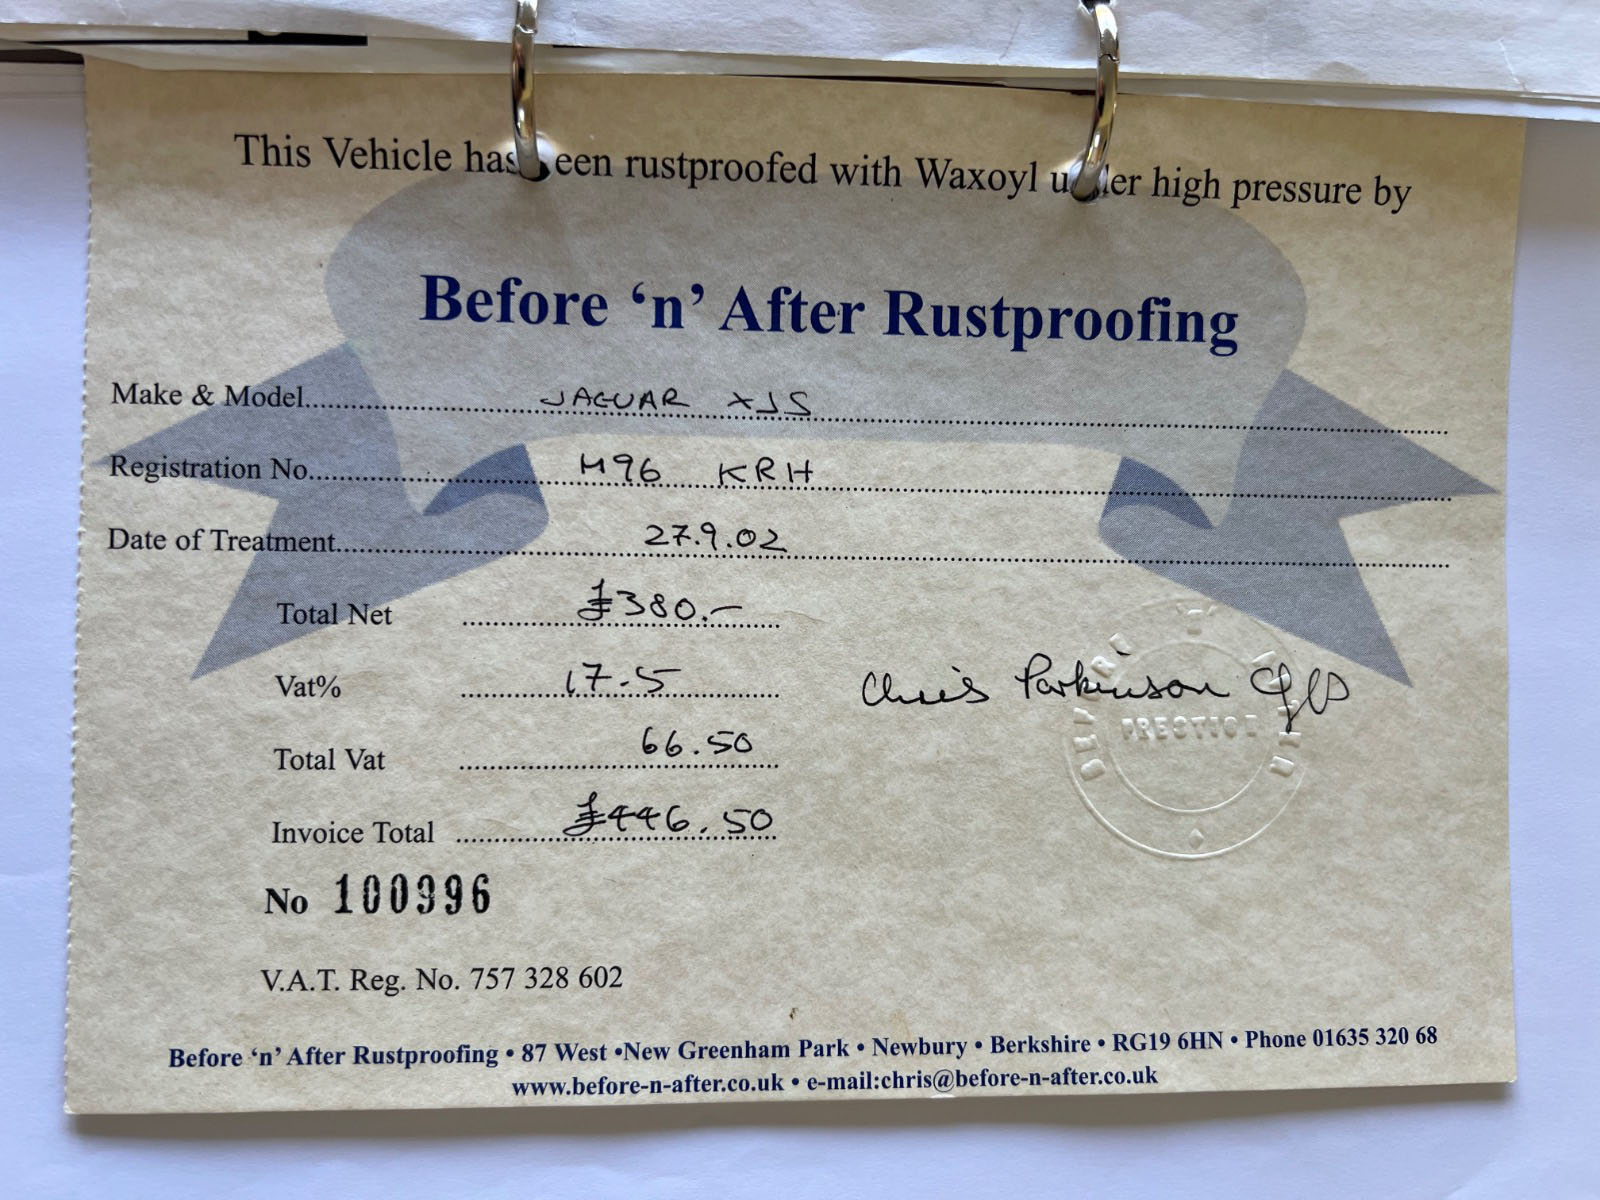 This Vehicle has been rustproofed with Waxoyl under high pressure by
Before ‘n’ After Rustproofing
Make & Model JAGUAR XJS
Registration No. M96 KRH
Date of Treatment 27.9.02
Total Net £380.-
Vat% 17.5
Chris Parkinson
PRESTIGE
Total Vat 66.50
Invoice Total £446.50
No 100996
V.A.T. Reg. No. 757 328 602
Before ‘n’ After Rustproofing • 87 West •New Greenham Park • Newbury • Berkshire • RG19 6HN • Phone 01635 320 68
www.before-n-after.co.uk • e-mail:chris@before-n-after.co.uk